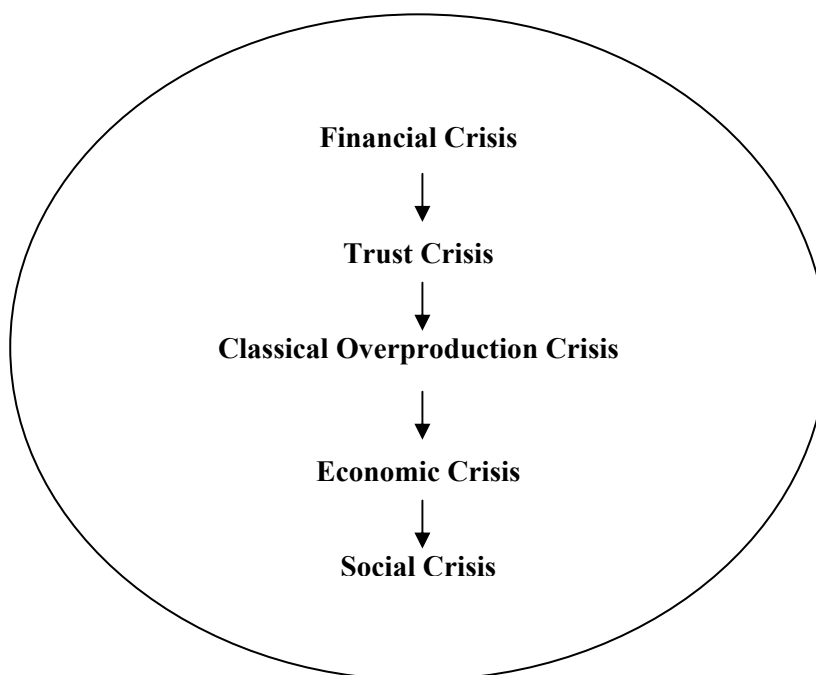 Financial Crisis
Trust Crisis
Classical Overproduction Crisis
Economic Crisis
Social Crisis